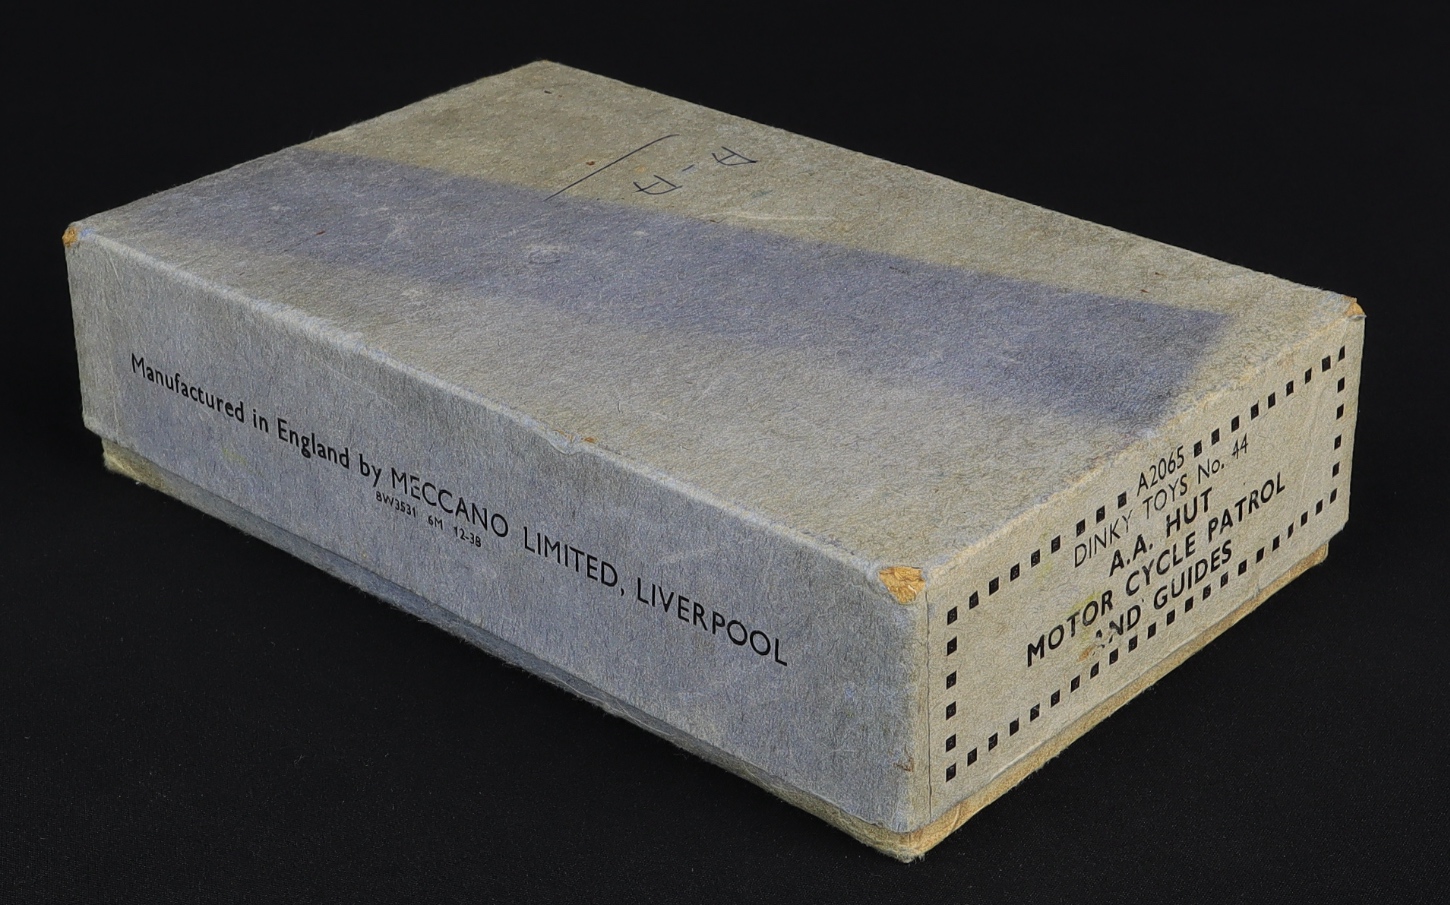 A-A
Manufactured in England by MECCANO LIMITED, LIVERPOOL
BW3531 6M 12-38
A2065
DINKY TOYS No. 44
A.A. HUT
MOTOR CYCLE PATROL
AND GUIDES